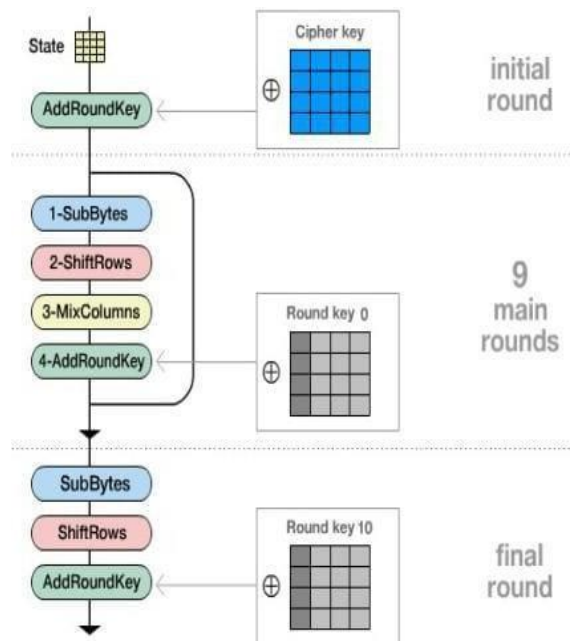 State
Cipher key
⊕
AddRoundKey
initial
round
1-SubBytes
2-ShiftRows
3-MixColumns
4-AddRoundKey
Round key 0
⊕
9
main
rounds
SubBytes
ShiftRows
AddRoundKey
Round key 10
⊕
final
round